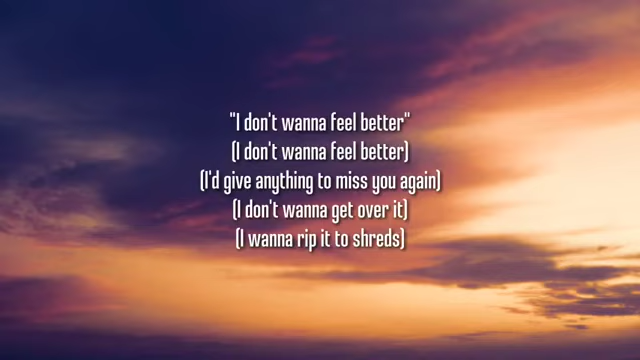 "I don't wanna feel better"
(I don't wanna feel better)
(I'd give anything to miss you again)
(I don't wanna get over it)
(I wanna rip it to shreds)